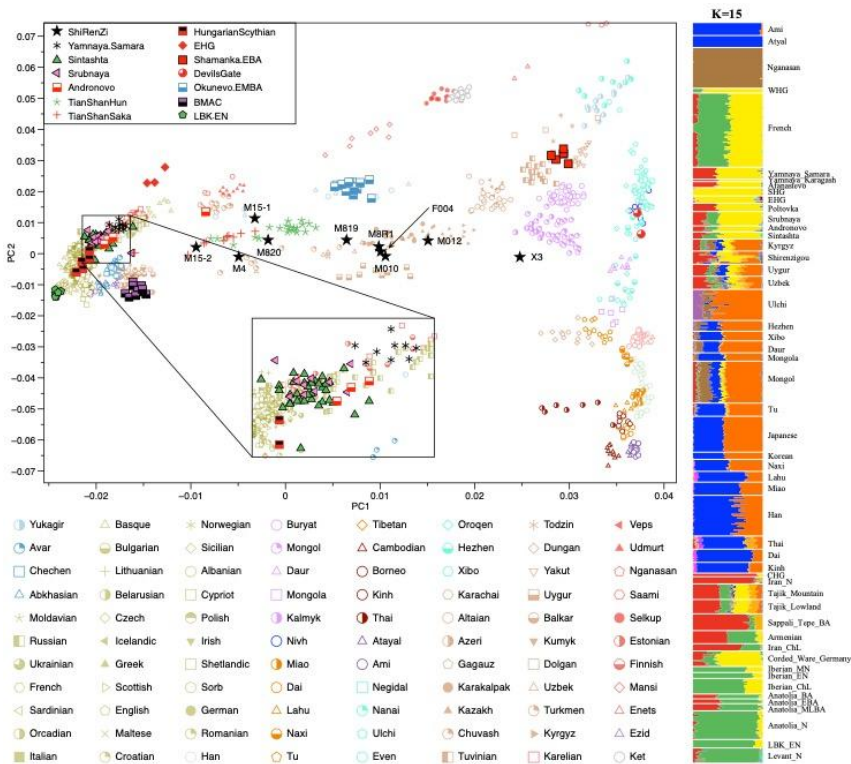 K=15
ShiRenZi
Yamnaya.Samara
Sintashta
Srubnaya
Andronovo
TianShanHun
TianShanSaka
HungarianScythian
EHG
Shamanka.EBA
DevilsGate
Okunevo.EMBA
BMAC
LBK-EN
PC2
0.07
0.06
0.05
0.04
0.03
0.02
0.01
0
−0.01
−0.02
−0.03
−0.04
−0.05
−0.06
−0.07
M15-1
M15-2
M4
M820
M819
M8R1
M010
F004
M012
X3
−0.02
−0.01
0
0.01
0.02
0.03
0.04
PC1
Yukagir Basque Norwegian Buryat Tibetan Oroqen Todzin Veps
Avar Bulgarian Sicilian Mongol Cambodian Hezhen Dungan Udmurt
Chechen Lithuanian Albanian Daur Borneo Xibo Yakut Nganasan
Abkhasian Belarusian Cypriot Mongola Kinh Karachai Uygur Saami
Moldavian Czech Polish Kalmyk Thai Altaian Balkar Selkup
Russian Icelandic Irish Nivh Atayal Azeri Kumyk Estonian
Ukrainian Greek Shetlandic Miao Ami Gagauz Dolgan Finnish
French Scottish Sorb Dai Negidal Karakalpak Uzbek Mansi
Sardinian English German Lahu Nanai Kazakh Turkmen Enets
Orcadian Maltese Romanian Naxi Ulchi Chuvash Kyrgyz Ezid
Italian Croatian Han Tu Even Tuvinian Karelian Ket
Ami
Atyal
Nganasan
WHG
French
Yamnaya_Samara
Yamnaya_Karagash
Afanasievo
SHG
EHG
Poltovka
Srubnaya
Andronovo
Sintashta
Kyrgyz
Shirenzigou
Uygur
Uzbek
Ulchi
Hezhen
Xibo
Daur
Mongola
Mongol
Tu
Japanese
Korean
Naxi
Lahu
Miao
Han
Thai
Dai
Kinh
CHG
Iran_N
Tajik_Mountain
Tajik_Lowland
Sappali_Tepe_BA
Armenian
Iran_ChL
Corded_Ware_Germany
Iberian_MN
Iberian_EN
Iberian_ChL
Anatolia_BA
Anatolia_EBA
Anatolia_MLBA
Anatolia_N
LBK_EN
Levant_N